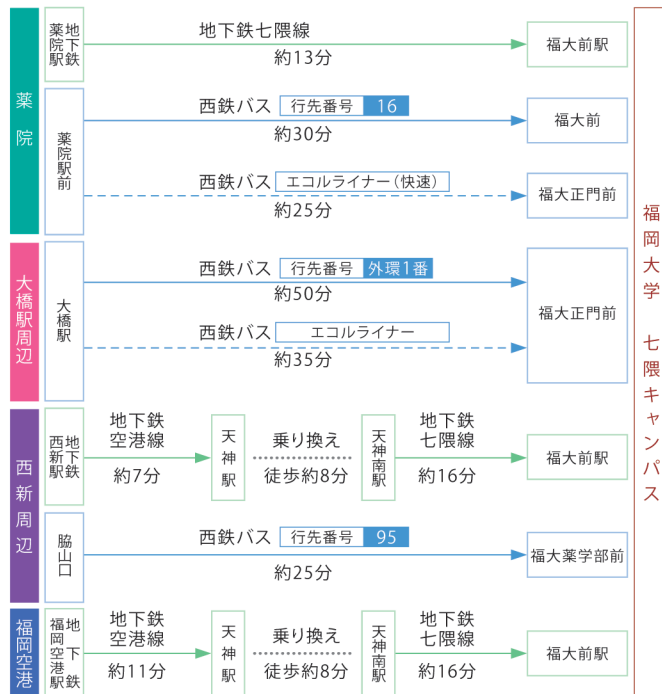 薬院
地下鉄
薬院駅
地下鉄七隈線
約13分
福大前駅
薬院駅前
西鉄バス 行先番号 16
約30分
福大前
西鉄バス エコルライナー(快速)
約25分
福大正門前
大橋駅周辺
大橋駅
西鉄バス 行先番号 外環1番
約50分
西鉄バス エコルライナー
約35分
福大正門前
西新周辺
地下鉄
西新駅
地下鉄
空港線
約7分
天神駅
乗り換え
徒歩約8分
天神南駅
地下鉄
七隈線
約16分
福大前駅
脇山口
西鉄バス 行先番号 95
約25分
福大薬学部前
福岡空港
地下鉄
福岡空港駅
地下鉄
空港線
約11分
天神駅
乗り換え
徒歩約8分
天神南駅
地下鉄
七隈線
約16分
福大前駅
福岡大学 七隈キャンパス